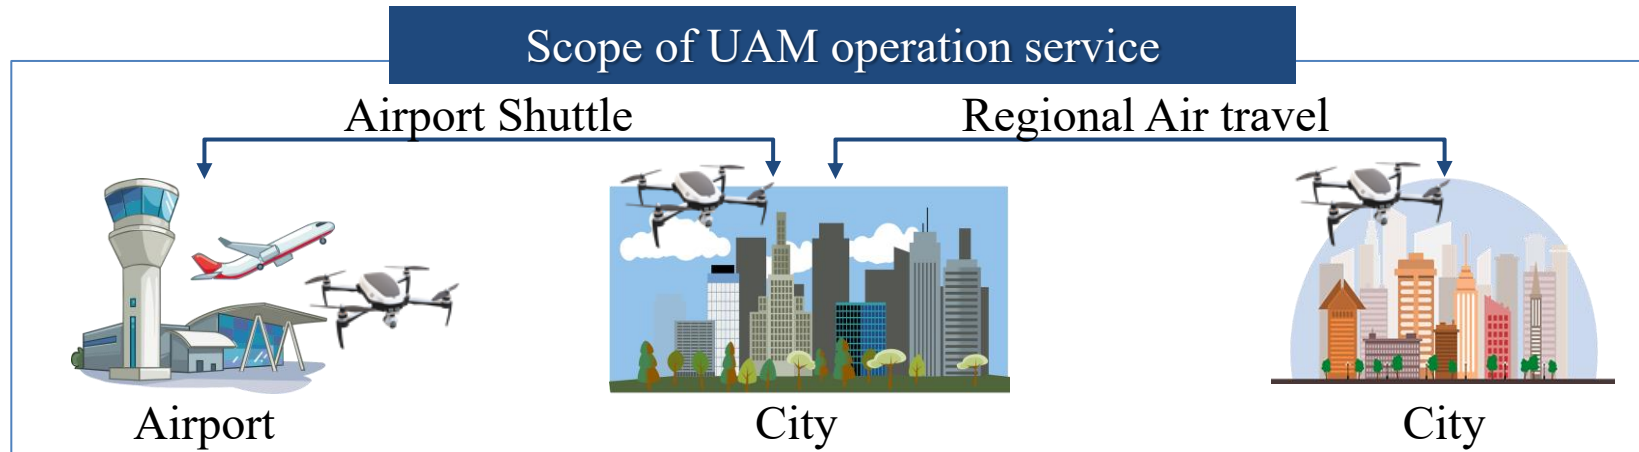 Scope of UAM operation service
Airport Shuttle
Regional Air travel
Airport
City
City